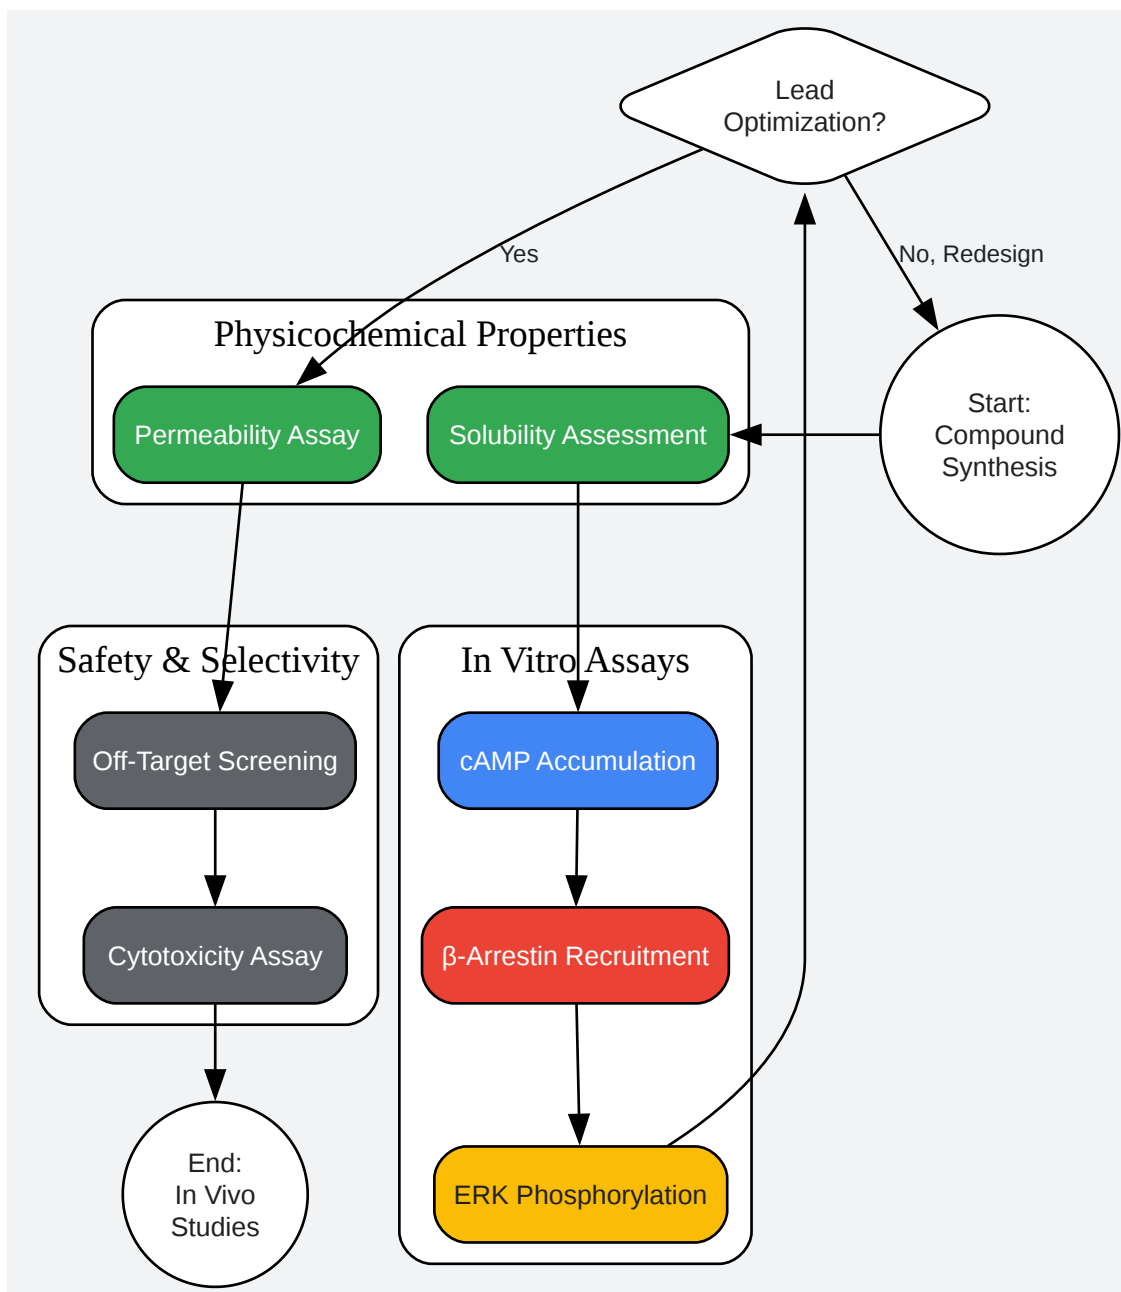 Lead
Optimization?
Yes
No, Redesign
Physicochemical Properties
Permeability Assay
Solubility Assessment
Start:
Compound
Synthesis
Safety & Selectivity
In Vitro Assays
Off-Target Screening
cAMP Accumulation
Cytotoxicity Assay
β-Arrestin Recruitment
End:
In Vivo
Studies
ERK Phosphorylation